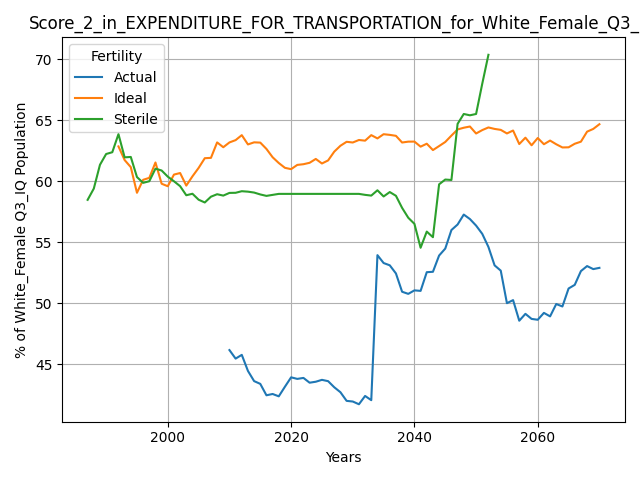 Score_2_in_EXPENDITURE_FOR_TRANSPORTATION_for_White_Female_Q3_
Fertility
Actual
Ideal
Sterile
% of White_Female Q3_IQ Population
70
65
60
55
50
45
2000
2020
2040
2060
Years